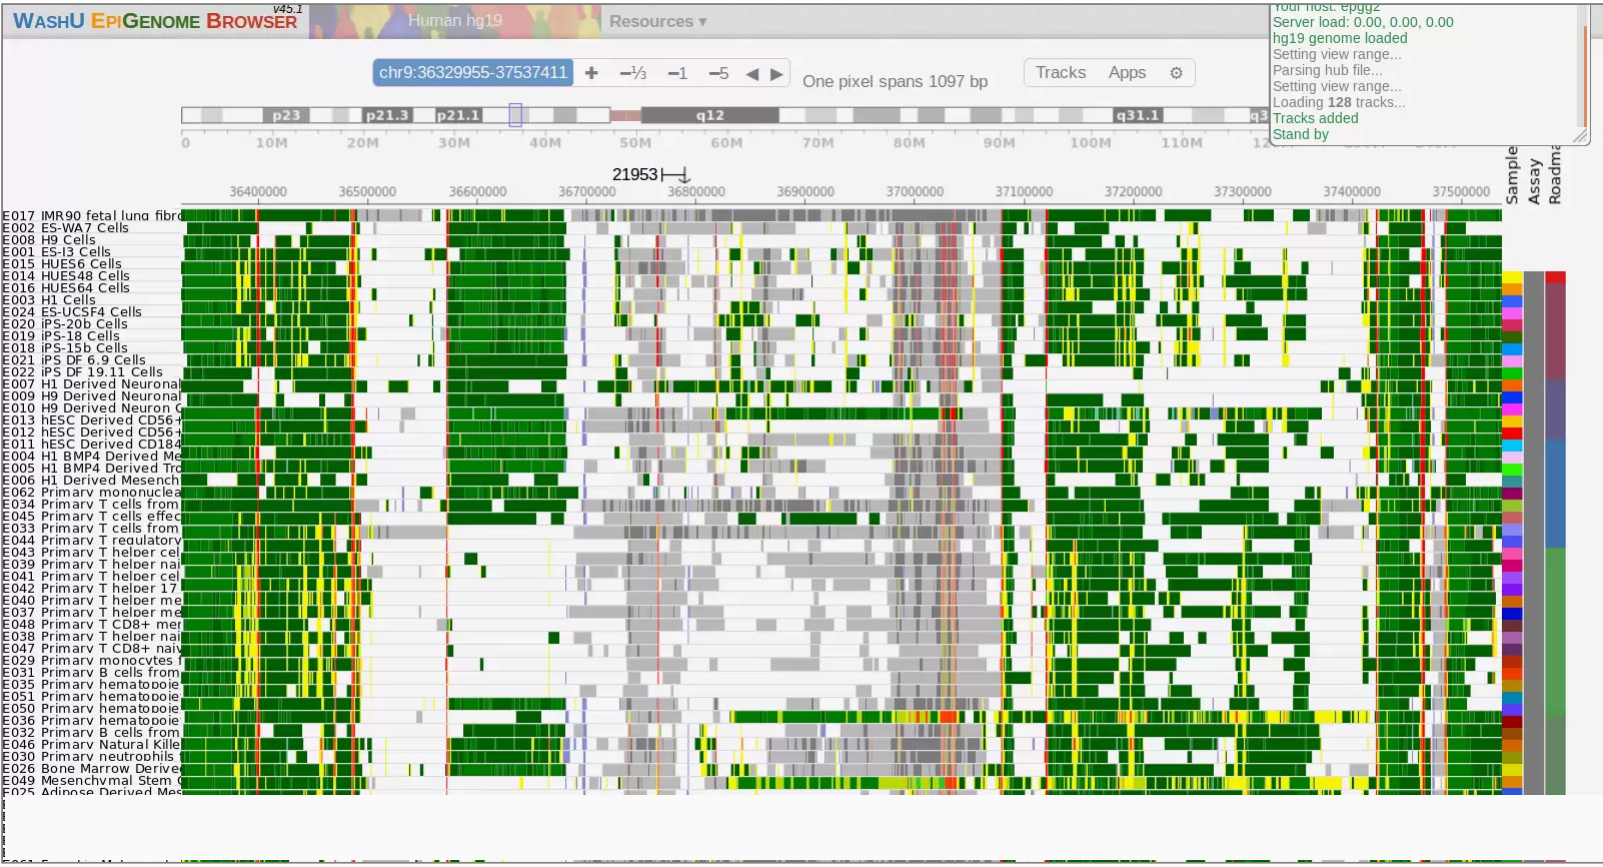 WASHU EPIGENOME BROWSER
v45.1
Human hg19
Resources ▾
Your host: epgg2
Server load: 0.00, 0.00, 0.00
hg19 genome loaded
Setting view range...
Parsing hub file...
Setting view range...
Loading 128 tracks...
Tracks added
Stand by
chr9:36329955-37537411 + −⅓ −1 −5 ◀ ▶
One pixel spans 1097 bp
Tracks Apps ⚙
p23 p21.3 p21.1 q12 q31.1
0 10M 20M 30M 40M 50M 60M 70M 80M 90M 100M 110M
21953
36400000 36500000 36600000 36700000 36800000 36900000 37000000 37100000 37200000 37300000 37400000 37500000
Sample
Assay
Roadma
E017 IMR90 fetal lung fibro
E002 ES-WA7 Cells
E008 H9 Cells
E001 ES-I3 Cells
E015 HUES6 Cells
E014 HUES48 Cells
E016 HUES64 Cells
E003 H1 Cells
E024 ES-UCSF4 Cells
E020 iPS-20b Cells
E019 iPS-18 Cells
E018 iPS-15b Cells
E021 iPS DF 6.9 Cells
E022 iPS DF 19.11 Cells
E007 H1 Derived Neuronal
E009 H9 Derived Neuronal
E010 H9 Derived Neuron C
E013 hESC Derived CD56+
E012 hESC Derived CD56+
E011 hESC Derived CD184
E004 H1 BMP4 Derived Me
E005 H1 BMP4 Derived Tro
E006 H1 Derived Mesench
E062 Primary mononuclea
E034 Primary T cells from
E045 Primary T cells effec
E033 Primary T cells from
E044 Primary T regulatory
E043 Primary T helper cel
E039 Primary T helper nai
E041 Primary T helper cel
E042 Primary T helper 17
E040 Primary T helper me
E037 Primary T helper me
E048 Primary T CD8+ mer
E038 Primary T helper nai
E047 Primary T CD8+ naiv
E029 Primary monocytes f
E031 Primary B cells from
E035 Primary hematopoie
E051 Primary hematopoie
E050 Primary hematopoie
E036 Primary hematopoie
E032 Primary B cells from
E046 Primary Natural Kille
E030 Primary neutrophils
E026 Bone Marrow Derive
E049 Mesenchymal Stem C
E025 Adipose Derived Mes